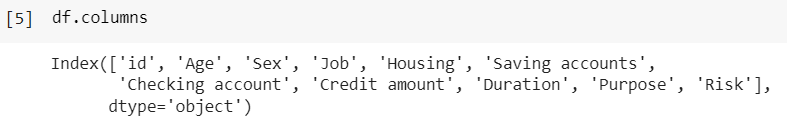 [5] df.columns
Index(['id', 'Age', 'Sex', 'Job', 'Housing', 'Saving accounts',
'Checking account', 'Credit amount', 'Duration', 'Purpose', 'Risk'],
dtype='object')